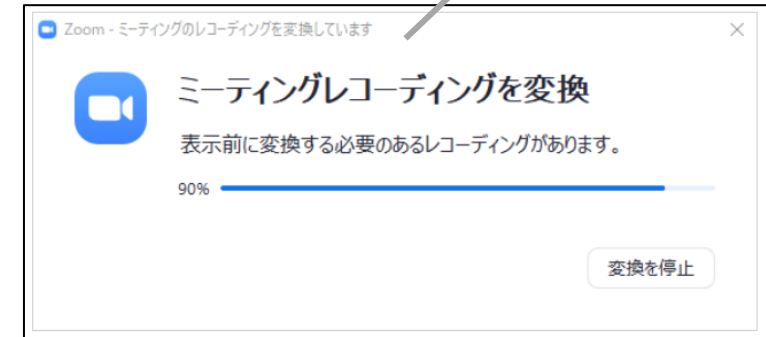 Zoom - ミーティングのレコーディングを変換しています
ミーティングレコーディングを変換
表示前に変換する必要のあるレコーディングがあります。
90%
変換を停止